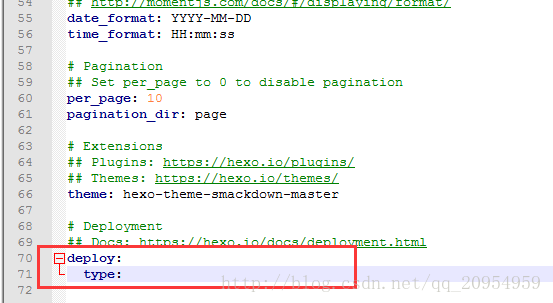 54 ## http://momentjs.com/docs/#/displaying/format/
55 date_format: YYYY-MM-DD
56 time_format: HH:mm:ss
57
58 # Pagination
59 ## Set per_page to 0 to disable pagination
60 per_page: 10
61 pagination_dir: page
62
63 # Extensions
64 ## Plugins: https://hexo.io/plugins/
65 ## Themes: https://hexo.io/themes/
66 theme: hexo-theme-smackdown-master
67
68 # Deployment
69 ## Docs: https://hexo.io/docs/deployment.html
70 deploy:
71   type:
http://blog.csdn.net/qq_20954959
72